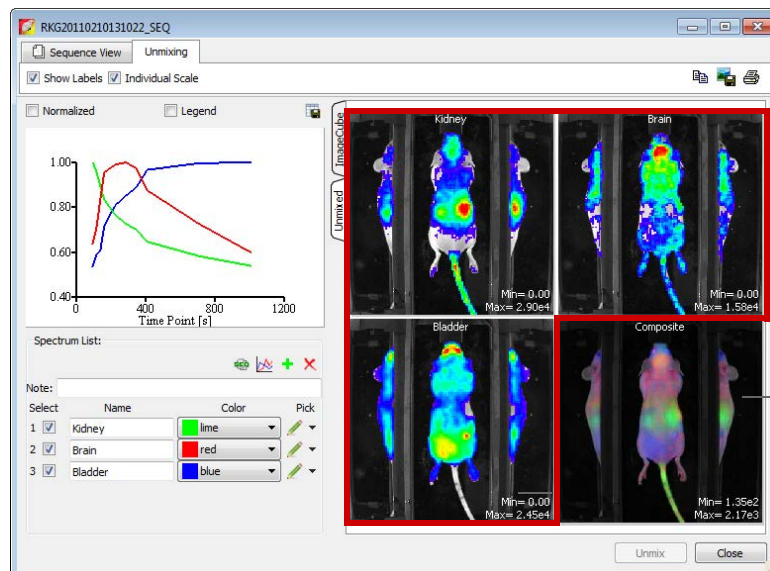 RKG20110210131022_SEQ
Sequence View Unmixing
Show Labels Individual Scale
Normalized Legend
1.00
0.80
0.60
0.40
0 400 800 1200
Time Point [s]
Spectrum List:
Note:
Select Name Color Pick
1 Kidney lime
2 Brain red
3 Bladder blue
ImageCube
Unmixed
Kidney
Min= 0.00
Max= 2.90e4
Brain
Min= 0.00
Max= 1.58e4
Bladder
Min= 0.00
Max= 2.45e4
Composite
Min= 1.35e2
Max= 2.17e3
Unmix Close